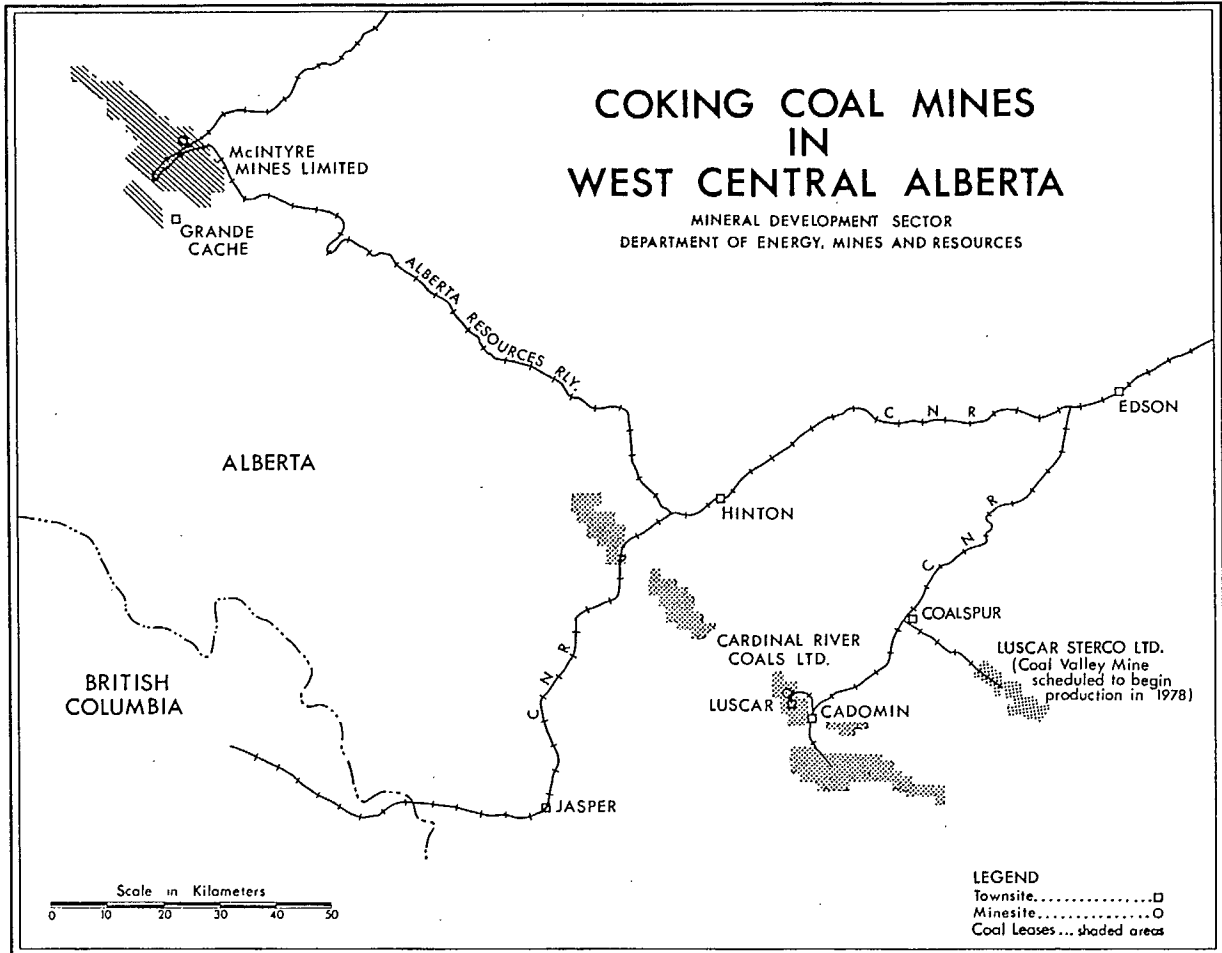 COKING COAL MINES
IN
WEST CENTRAL ALBERTA
MINERAL DEVELOPMENT SECTOR
DEPARTMENT OF ENERGY, MINES AND RESOURCES
McINTYRE
MINES LIMITED
GRANDE
CACHE
ALBERTA RESOURCES RLY.
C N R
EDSON
ALBERTA
HINTON
C N R
COALSPUR
CARDINAL RIVER
COALS LTD.
LUSCAR STERCO LTD.
(Coal Valley Mine
scheduled to begin
production in 1978)
BRITISH
COLUMBIA
C N R
LUSCAR
CADOMIN
JASPER
Scale in Kilometers
0 10 20 30 40 50
LEGEND
Townsite
Minesite
Coal Leases ... shaded areas